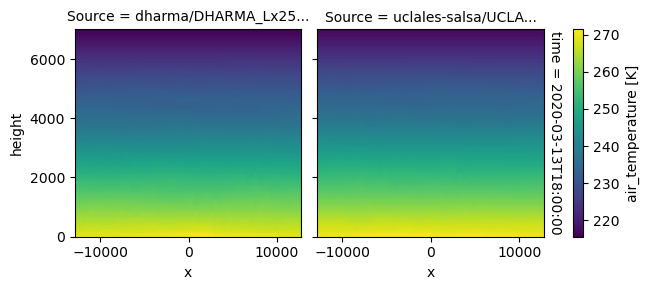 Source = dharma/DHARMA_Lx25...
Source = uclales-salsa/UCLA...
height
6000
4000
2000
0
−10000
0
10000
x
−10000
0
10000
x
time = 2020-03-13T18:00:00
270
260
250
240
230
220
air_temperature [K]